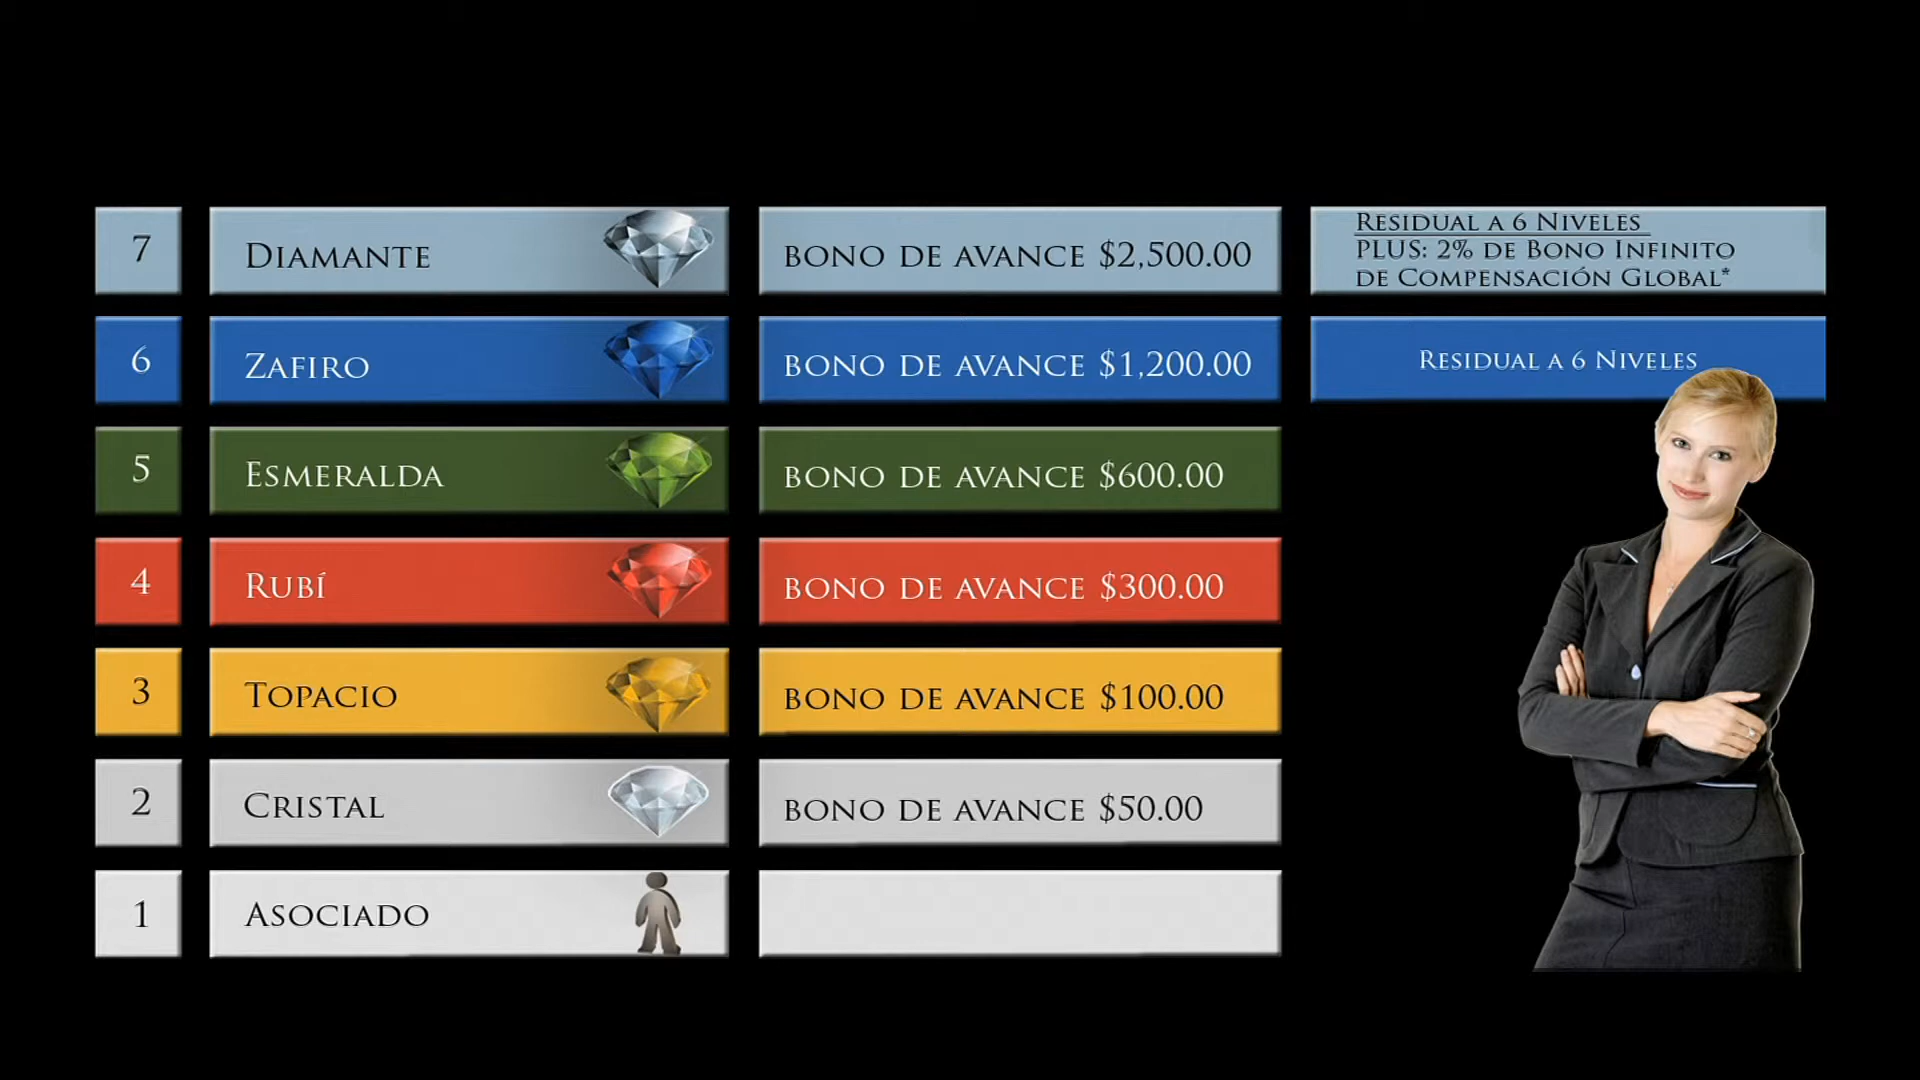 7
DIAMANTE
BONO DE AVANCE $2,500.00
RESIDUAL A 6 NIVELES
PLUS: 2% DE BONO INFINITO
DE COMPENSACIÓN GLOBAL*
6
ZAFIRO
BONO DE AVANCE $1,200.00
RESIDUAL A 6 NIVELES
5
ESMERALDA
BONO DE AVANCE $600.00
4
RUBÍ
BONO DE AVANCE $300.00
3
TOPACIO
BONO DE AVANCE $100.00
2
CRISTAL
BONO DE AVANCE $50.00
1
ASOCIADO